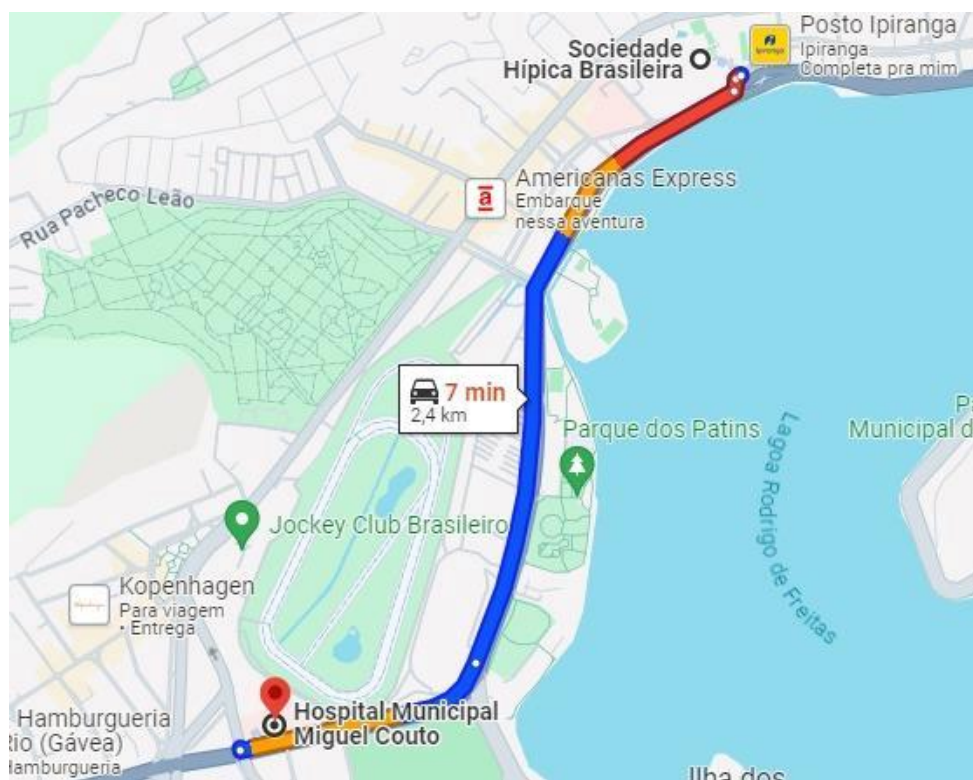 Posto Ipiranga
Ipiranga
Completa pra mim
Sociedade
Hípica Brasileira
Americanas Express
Embarque
nessa aventura
a
Rua Pacheco Leão
7 min
2,4 km
Parque dos Patins
Municipal d
Lagoa Rodrigo de Freitas
Jockey Club Brasileiro
Kopenhagen
Para viagem
• Entrega
Hospital Municipal
Miguel Couto
Hamburgueria
Rio (Gávea)
Hamburgueria
Ilha dos